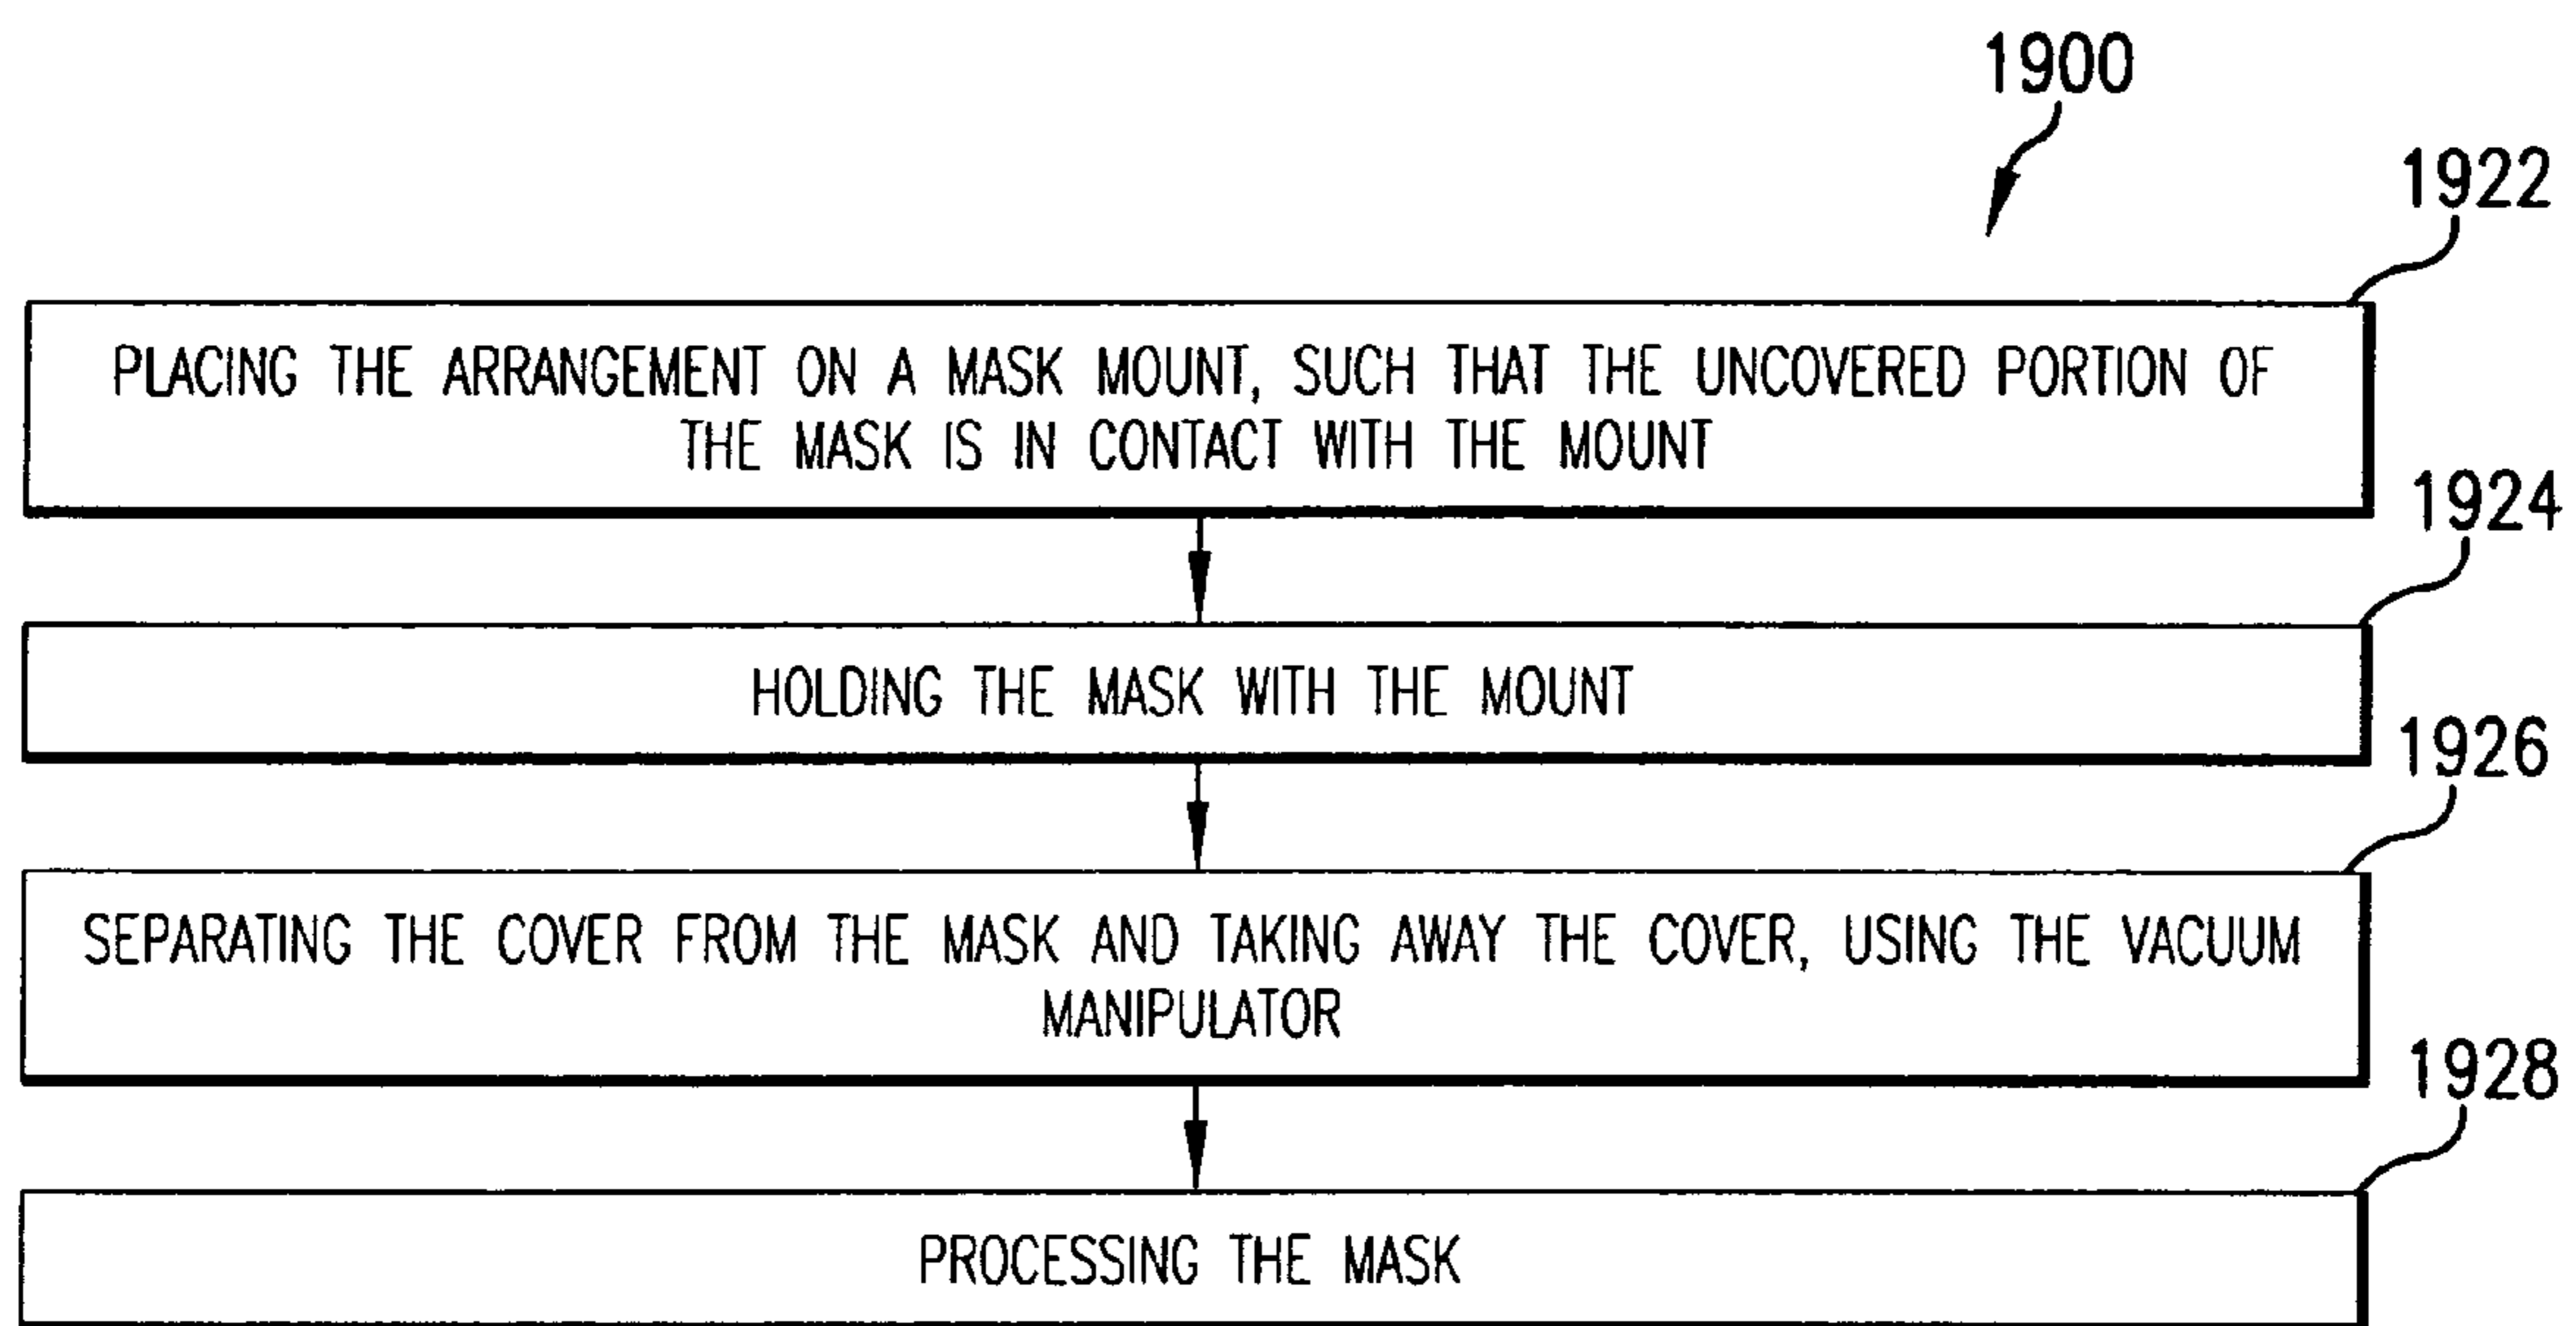 1900
1922
PLACING THE ARRANGEMENT ON A MASK MOUNT, SUCH THAT THE UNCOVERED PORTION OF
THE MASK IS IN CONTACT WITH THE MOUNT
1924
HOLDING THE MASK WITH THE MOUNT
1926
SEPARATING THE COVER FROM THE MASK AND TAKING AWAY THE COVER, USING THE VACUUM
MANIPULATOR
1928
PROCESSING THE MASK